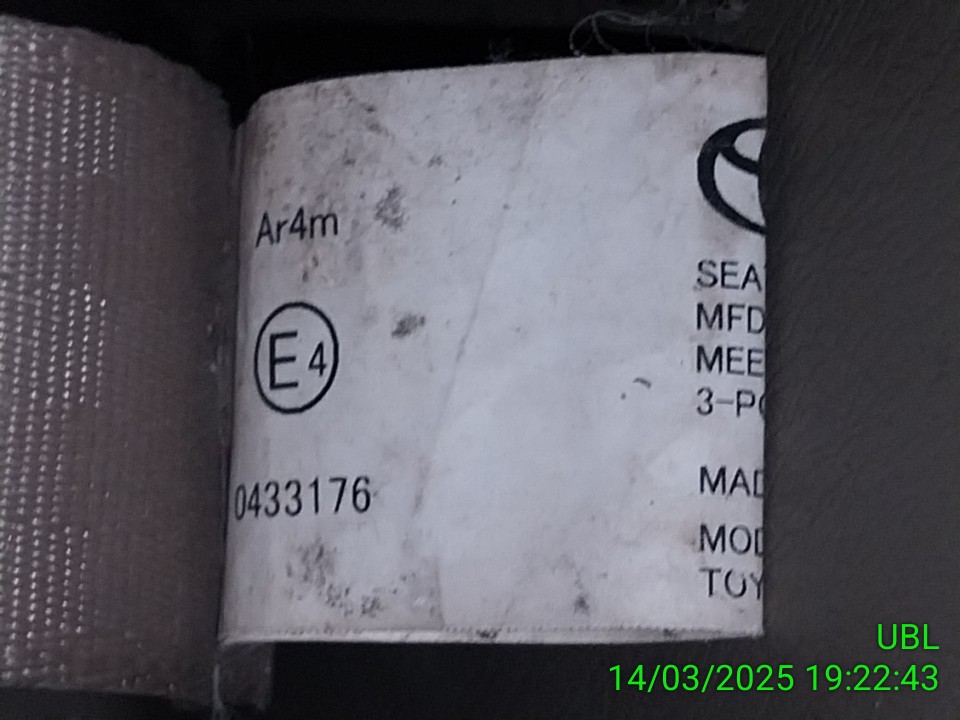 Ar4m
E4
0433176
SEA
MFD
MEE
3-P
MAD
MOD
TOY
UBL
14/03/2025 19:22:43